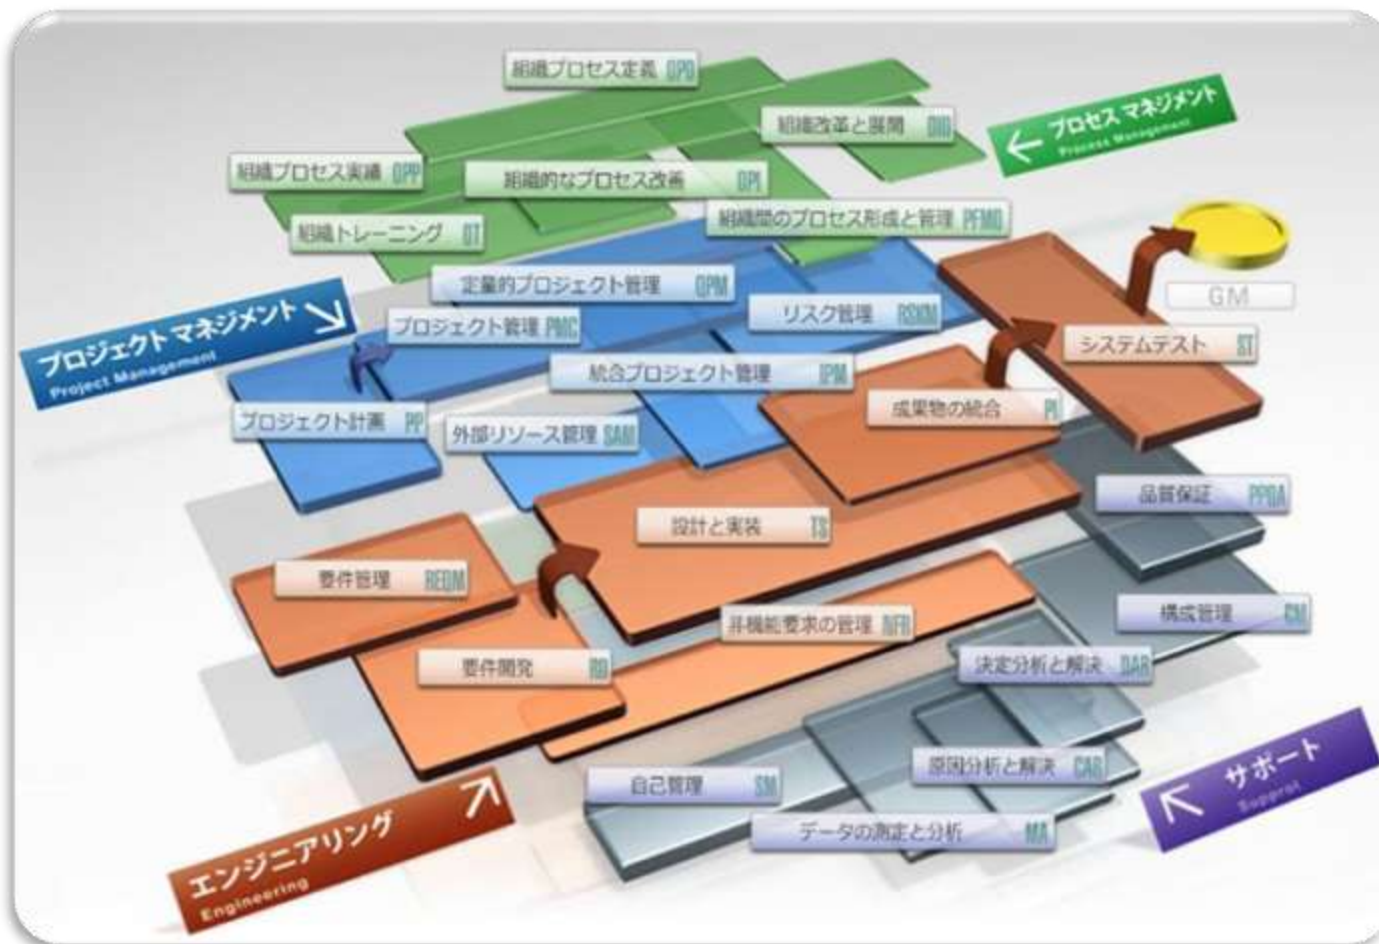 組織プロセス定義 OPD
組織改革と展開 OID
プロセス マネジメント
Process Management
組織プロセス実績 OPP
組織的なプロセス改善 OPI
組織間のプロセス形成と管理 PFMO
組織トレーニング OT
定量的プロジェクト管理 QPM
GM
プロジェクト マネジメント
Project Management
プロジェクト管理 PMC
リスク管理 RSKM
システムテスト ST
統合プロジェクト管理 IPM
成果物の統合 PI
プロジェクト計画 PP
外部リソース管理 SAM
品質保証 PPQA
設計と実装 TS
要件管理 REQM
構成管理 CM
非機能要求の管理 NFR
要件開発 RD
決定分析と解決 DAR
原因分析と解決 CAR
サポート
自己管理 SM
データの測定と分析 MA
エンジニアリング
Engineering